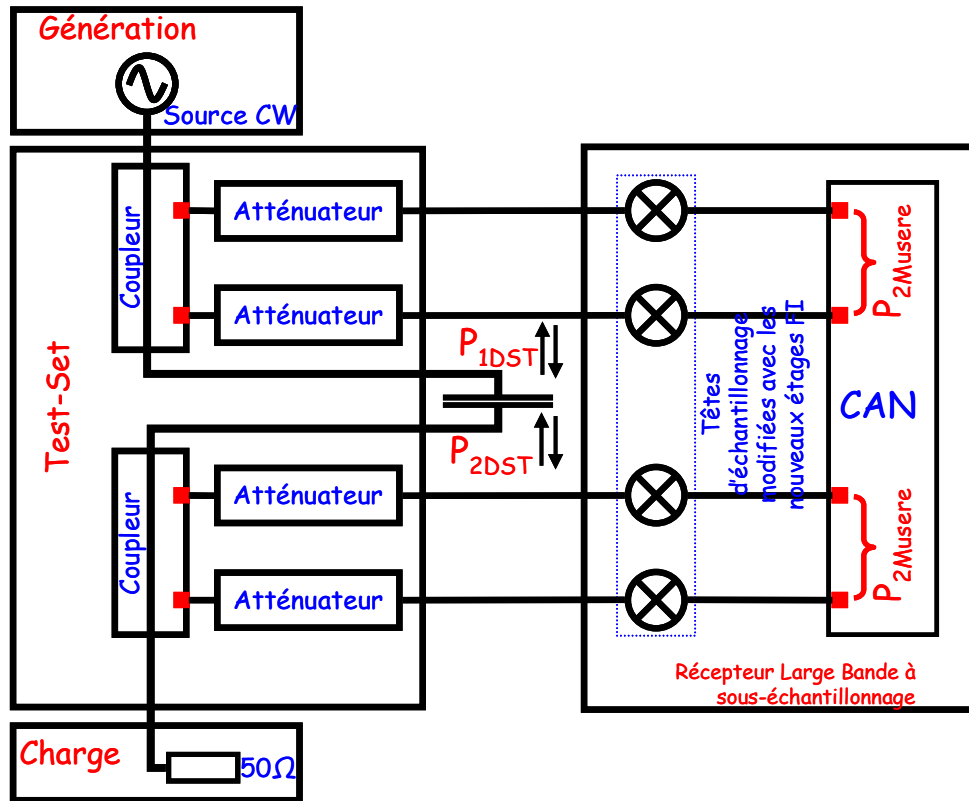 Génération
Source CW
Test-Set
Coupleur
Atténuateur
Atténuateur
P1DST
P2DST
Coupleur
Atténuateur
Atténuateur
Têtes
d'échantillonnage
modifiées avec les
nouveaux étages FI
P2Musere
CAN
P2Musere
Récepteur Large Bande à
sous-échantillonnage
Charge
50Ω